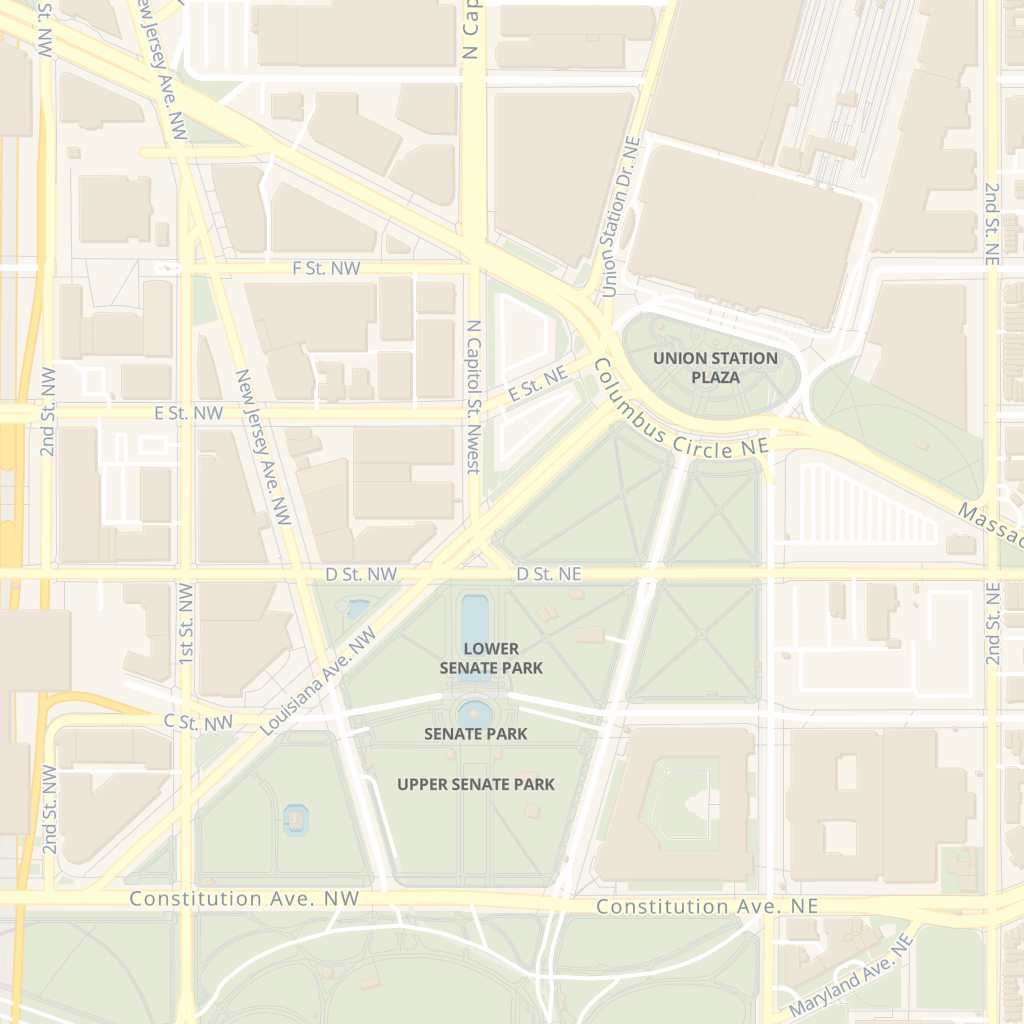 St. NW
New Jersey Ave. NW
N Cap
Union Station Dr. NE
2nd St. NE
F St. NW
UNION STATION
PLAZA
N Capitol St. Nwest
E St. NE
Columbus Circle NE
2nd St. NW
E St. NW
New Jersey Ave. NW
Massac
D St. NW
D St. NE
1st St. NW
2nd St. NE
LOWER
SENATE PARK
Louisiana Ave. NW
C St. NW
SENATE PARK
UPPER SENATE PARK
2nd St. NW
Constitution Ave. NW
Constitution Ave. NE
Maryland Ave. NE